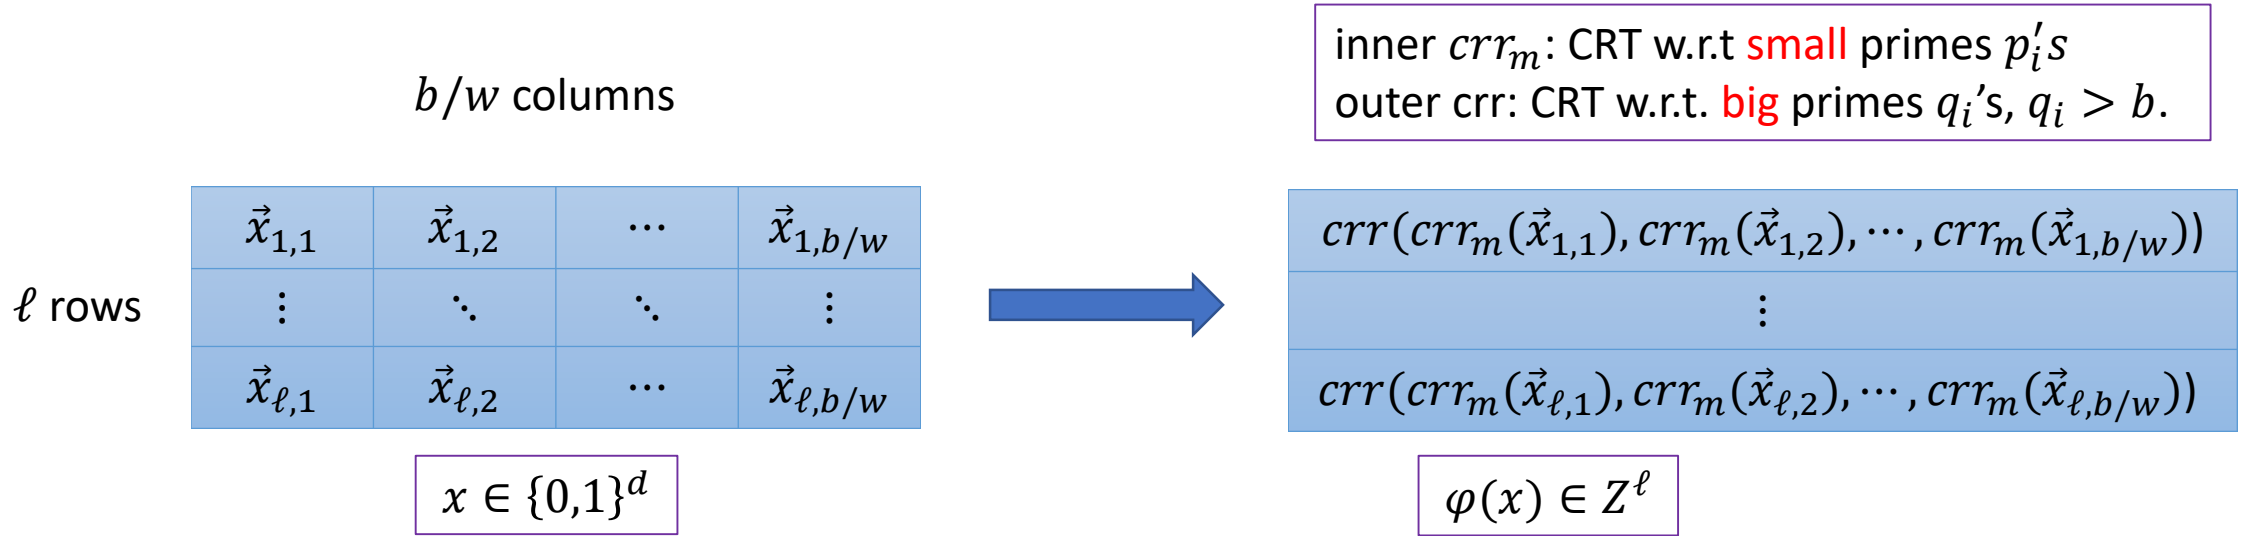 inner crr_m: CRT w.r.t small primes p_i's
outer crr: CRT w.r.t. big primes q_i's, q_i > b.
b/w columns
ℓ rows
x⃗_{1,1} x⃗_{1,2} ⋯ x⃗_{1,b/w}
⋮ ⋱ ⋱ ⋮
x⃗_{ℓ,1} x⃗_{ℓ,2} ⋯ x⃗_{ℓ,b/w}
x ∈ {0,1}^d
crr(crr_m(x⃗_{1,1}), crr_m(x⃗_{1,2}), ⋯, crr_m(x⃗_{1,b/w}))
⋮
crr(crr_m(x⃗_{ℓ,1}), crr_m(x⃗_{ℓ,2}), ⋯, crr_m(x⃗_{ℓ,b/w}))
φ(x) ∈ Z^ℓ